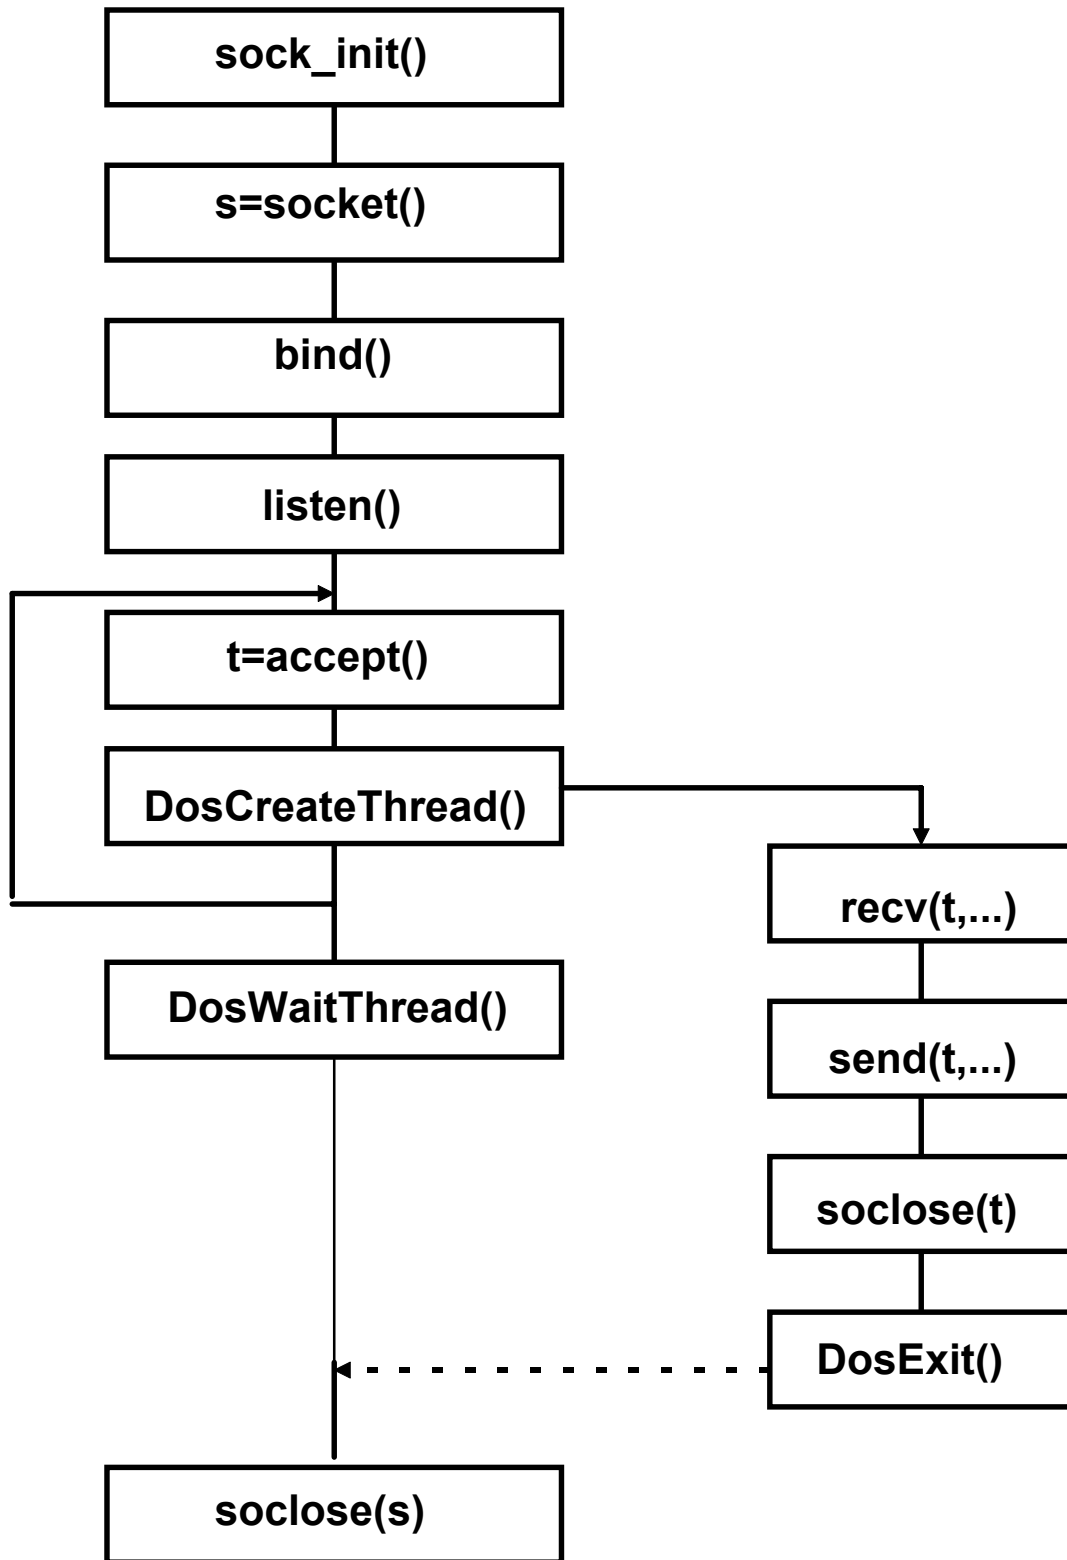 sock_init()
s=socket()
bind()
listen()
t=accept()
DosCreateThread()
recv(t,...)
DosWaitThread()
send(t,...)
soclose(t)
DosExit()
soclose(s)